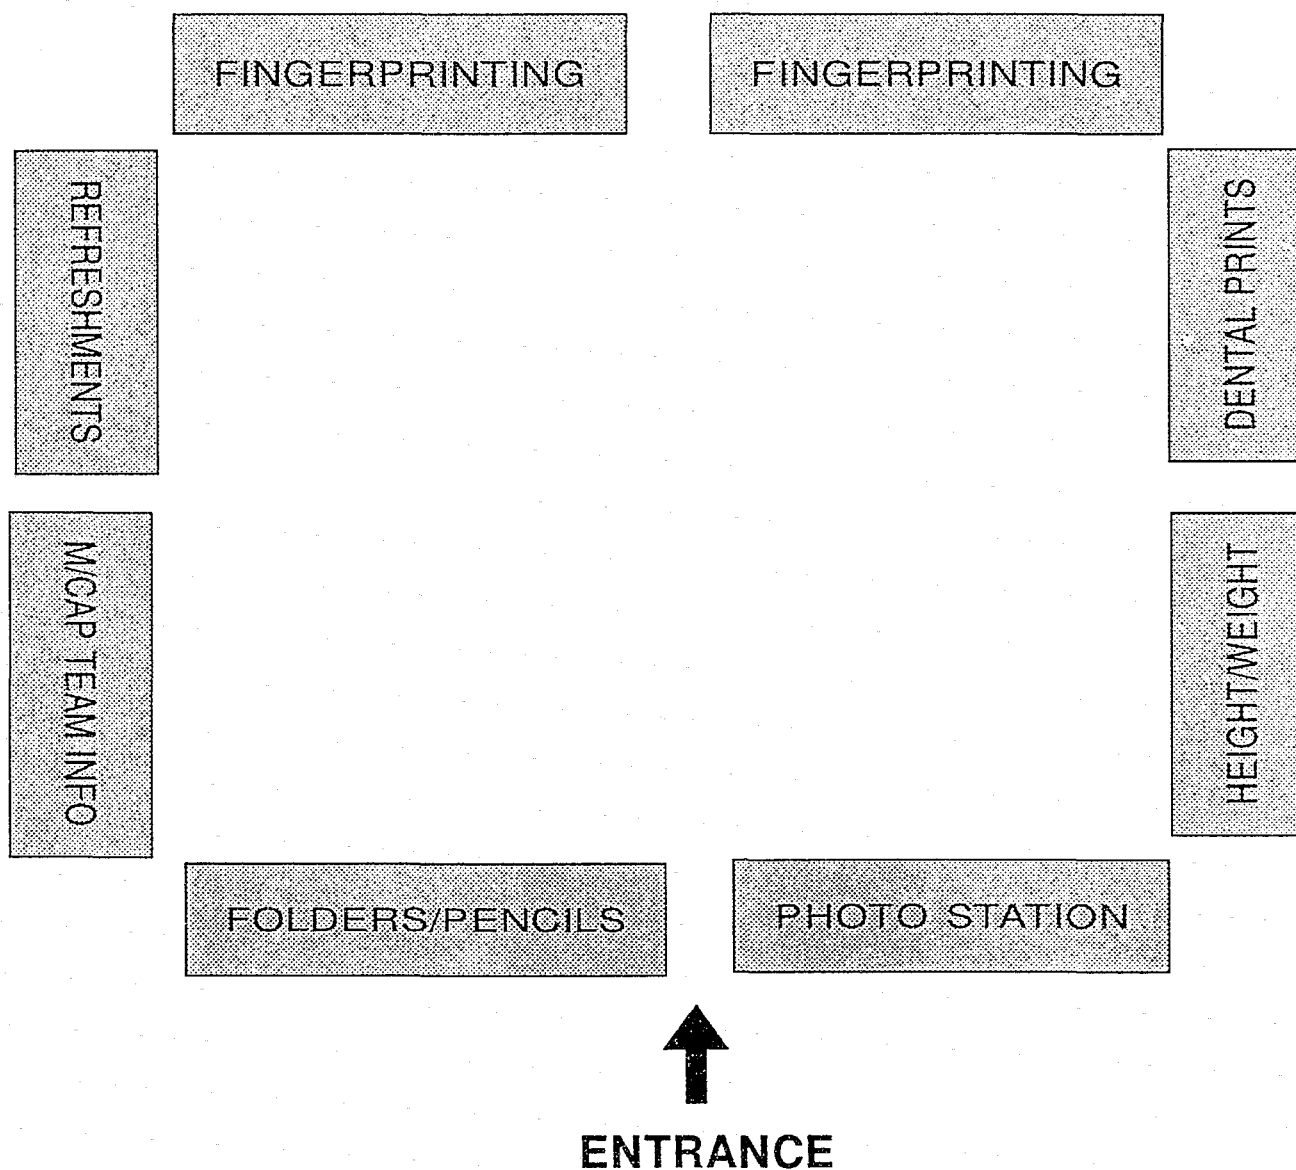 FINGERPRINTING
FINGERPRINTING
REFRESHMENTS
DENTAL PRINTS
M/CAP TEAM INFO
HEIGHT/WEIGHT
FOLDERS/PENCILS
PHOTO STATION
ENTRANCE